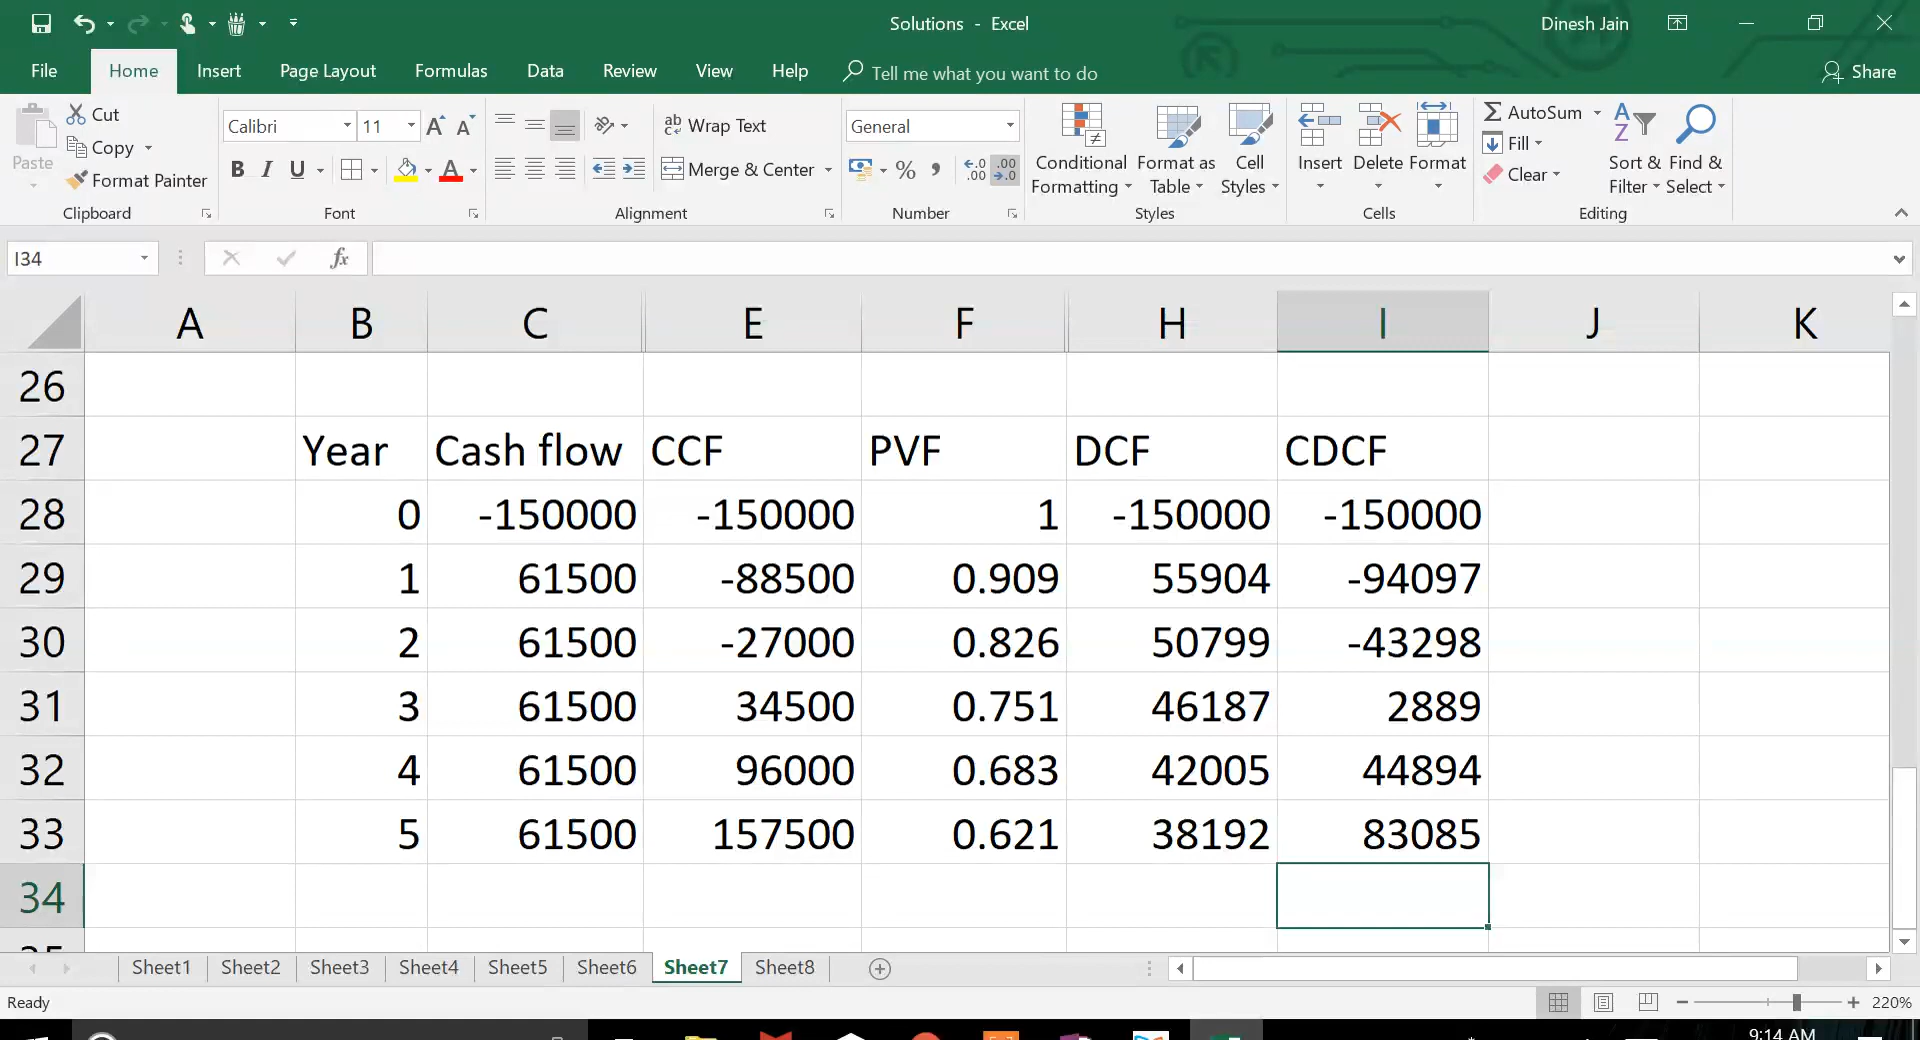 Solutions - Excel
Dinesh Jain
File Home Insert Page Layout Formulas Data Review View Help Tell me what you want to do Share
Paste
Cut
Copy
Format Painter
Clipboard
Calibri 11
B I U
Font
Wrap Text
Merge & Center
Alignment
General
Number
Conditional Formatting
Format as Table
Cell Styles
Styles
Insert Delete Format
Cells
AutoSum
Fill
Clear
Sort & Filter
Find & Select
Editing
I34 fx
A B C E F H I J K
26
27 Year Cash flow CCF PVF DCF CDCF
28 0 -150000 -150000 1 -150000 -150000
29 1 61500 -88500 0.909 55904 -94097
30 2 61500 -27000 0.826 50799 -43298
31 3 61500 34500 0.751 46187 2889
32 4 61500 96000 0.683 42005 44894
33 5 61500 157500 0.621 38192 83085
34
Sheet1 Sheet2 Sheet3 Sheet4 Sheet5 Sheet6 Sheet7 Sheet8
Ready 220%
9:14 AM